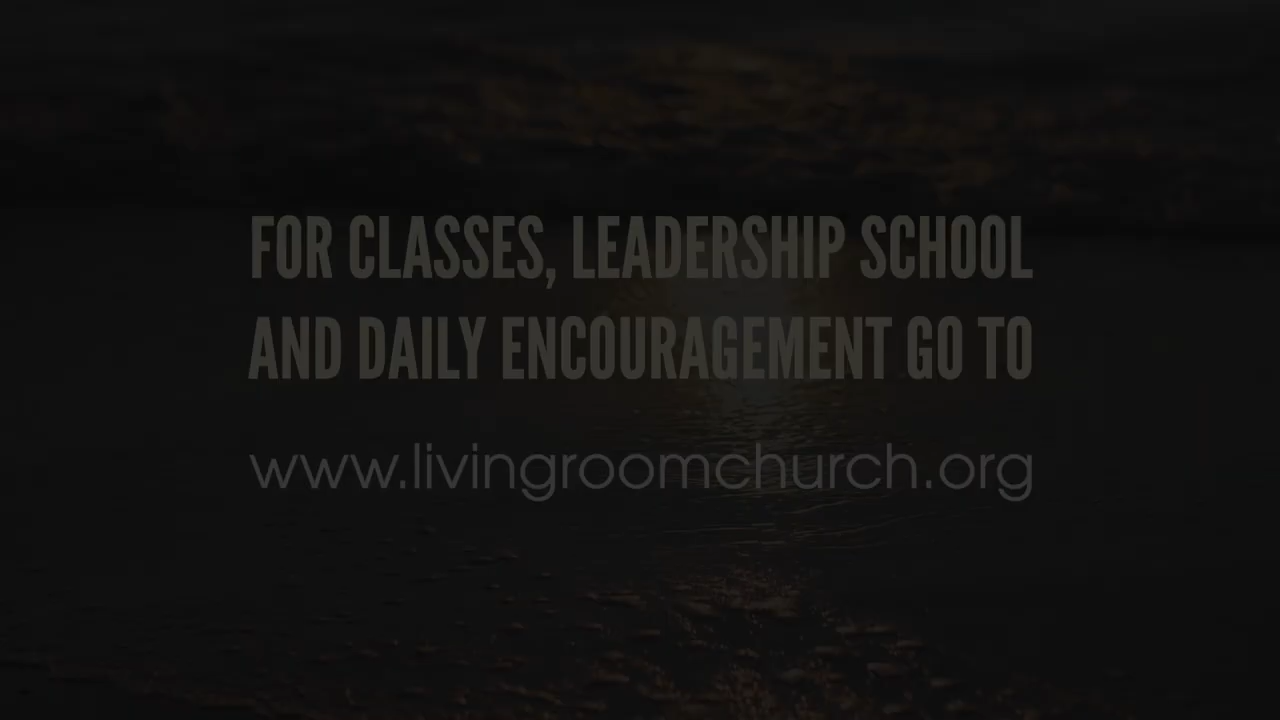 FOR CLASSES, LEADERSHIP SCHOOL
AND DAILY ENCOURAGEMENT GO TO
www.livingroomchurch.org